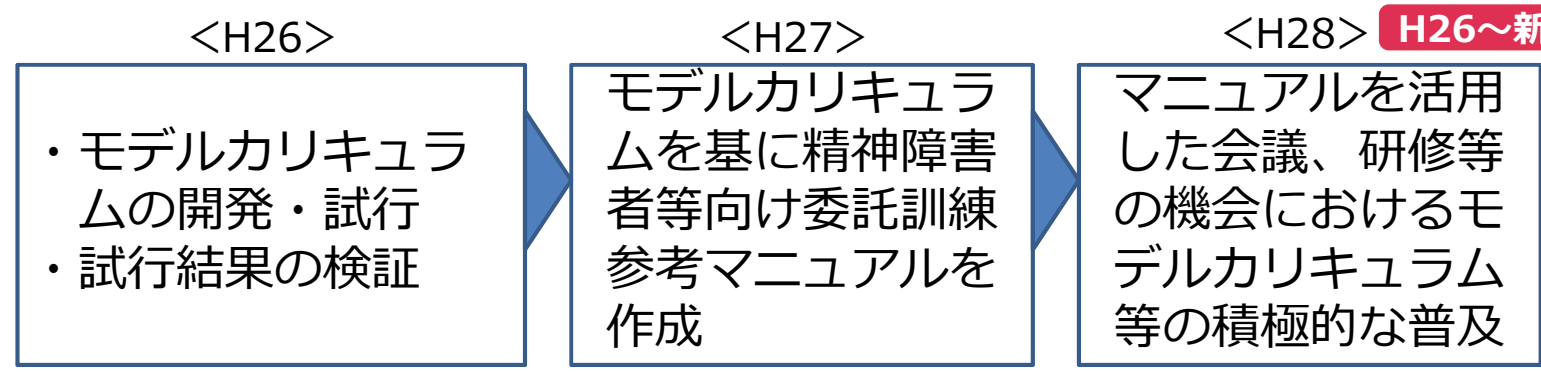 ＜H26＞
・モデルカリキュラ
ムの開発・試行
・試行結果の検証
＜H27＞
モデルカリキュラ
ムを基に精神障害
者等向け委託訓練
参考マニュアルを
作成
＜H28＞
H26～新
マニュアルを活用
した会議、研修等
の機会におけるモ
デルカリキュラム
等の積極的な普及